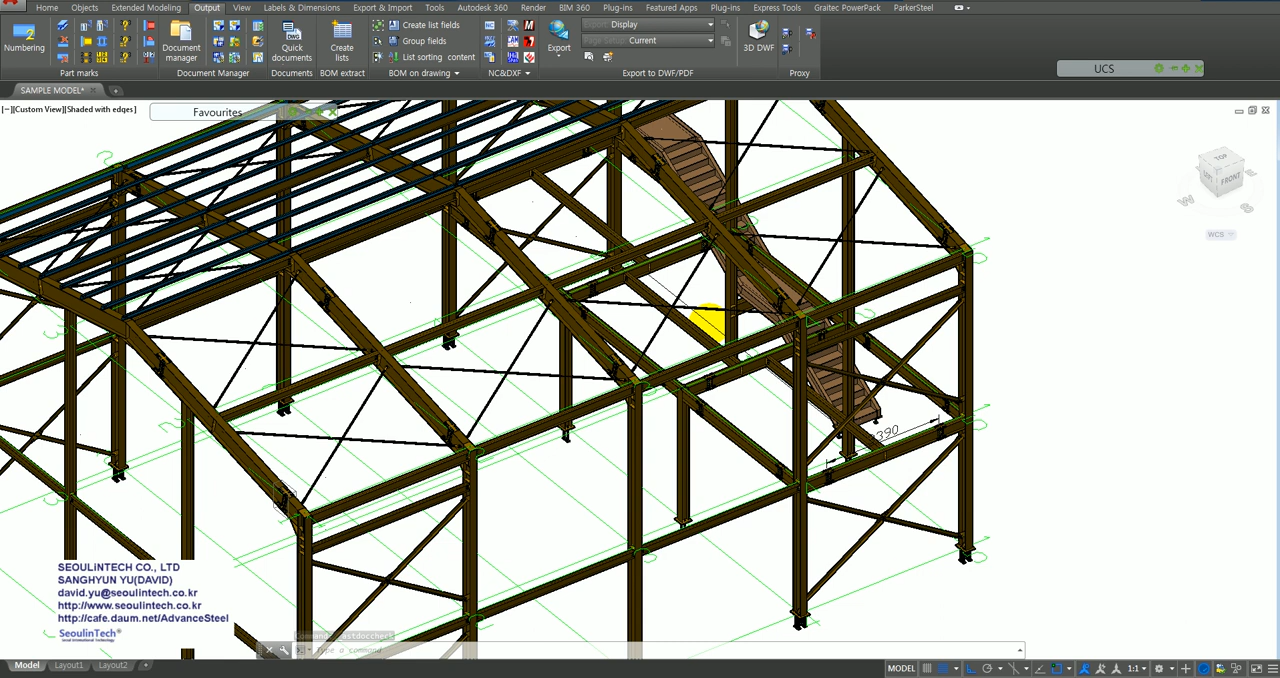 Home Objects Extended Modeling Output View Labels & Dimensions Export & Import Tools Autodesk 360 Render BIM 360 Plug-ins Featured Apps Plug-ins Express Tools Graitec PowerPack ParkerSteel
Numbering
Document manager
Quick documents
Create lists
Create list fields
Group fields
List sorting content
Export
Display
Current
3D DWF
Part marks Document Manager Documents BOM extract BOM on drawing NC&DXF Export to DWF/PDF Proxy
UCS
SAMPLE MODEL*
[−][Custom View][Shaded with edges]
Favourites
TOP
FRONT
WCS
SEOULINTECH CO., LTD
SANGHYUN YU(DAVID)
david.yu@seoulintech.co.kr
http://www.seoulintech.co.kr
http://cafe.daum.net/AdvanceSteel
SeoulinTech®
Type a command
Model Layout1 Layout2 +
MODEL 1:1